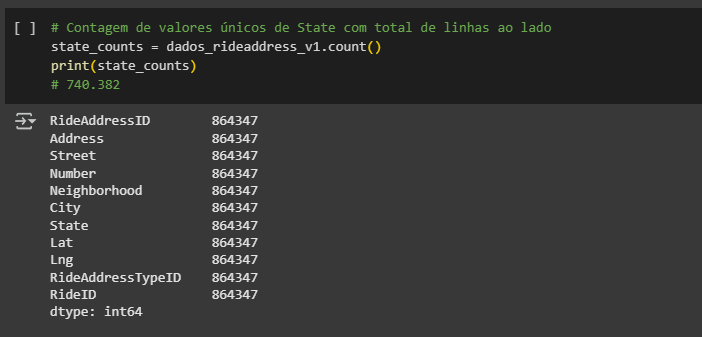 [ ] # Contagem de valores únicos de State com total de linhas ao lado
state_counts = dados_rideaddress_v1.count()
print(state_counts)
# 740.382
RideAddressID 864347
Address 864347
Street 864347
Number 864347
Neighborhood 864347
City 864347
State 864347
Lat 864347
Lng 864347
RideAddressTypeID 864347
RideID 864347
dtype: int64